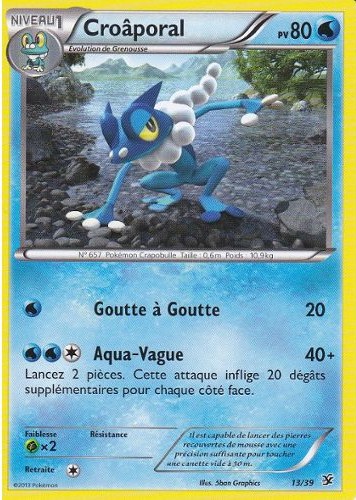 NIVEAU 1
Croâporal
PV 80
Évolution de Grenousse
N° 657 Pokémon Crapobulle Taille : 0,6m Poids : 10,9kg
Goutte à Goutte 20
Aqua-Vague 40+
Lancez 2 pièces. Cette attaque inflige 20 dégâts
supplémentaires pour chaque côté face.
Faiblesse
×2
Résistance
Retraite
Il est capable de lancer des pierres
recouvertes de mousse avec une
précision suffisante pour toucher
une canette vide à 30 m.
©2013 Pokémon
Illus. 5ban Graphics
13/39